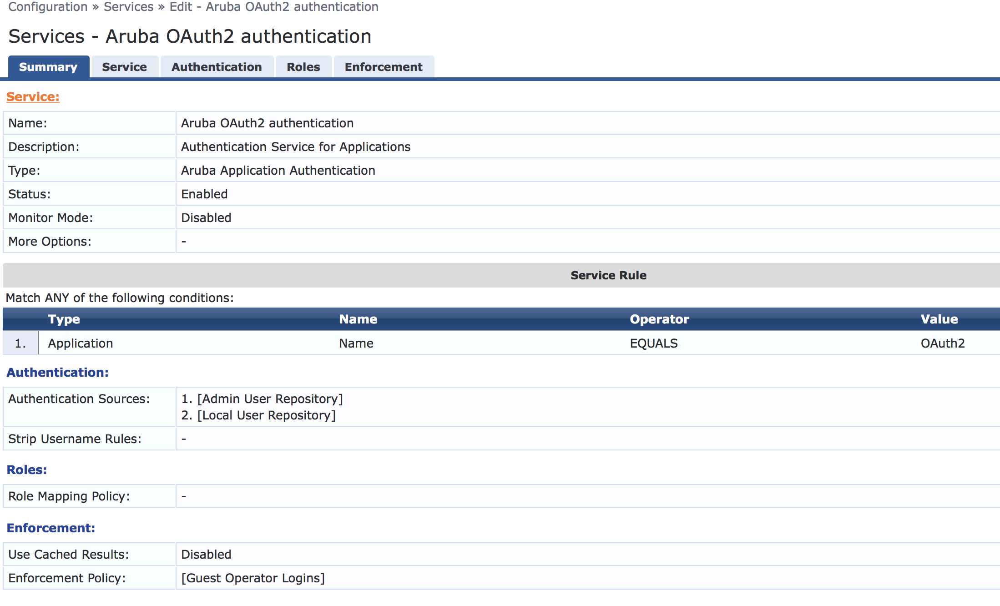 Configuration » Services » Edit - Aruba OAuth2 authentication
Services - Aruba OAuth2 authentication
Summary Service Authentication Roles Enforcement
Service:
Name: Aruba OAuth2 authentication
Description: Authentication Service for Applications
Type: Aruba Application Authentication
Status: Enabled
Monitor Mode: Disabled
More Options: -
Service Rule
Match ANY of the following conditions:
Type Name Operator Value
1. Application Name EQUALS OAuth2
Authentication:
Authentication Sources: 1. [Admin User Repository]
2. [Local User Repository]
Strip Username Rules: -
Roles:
Role Mapping Policy: -
Enforcement:
Use Cached Results: Disabled
Enforcement Policy: [Guest Operator Logins]